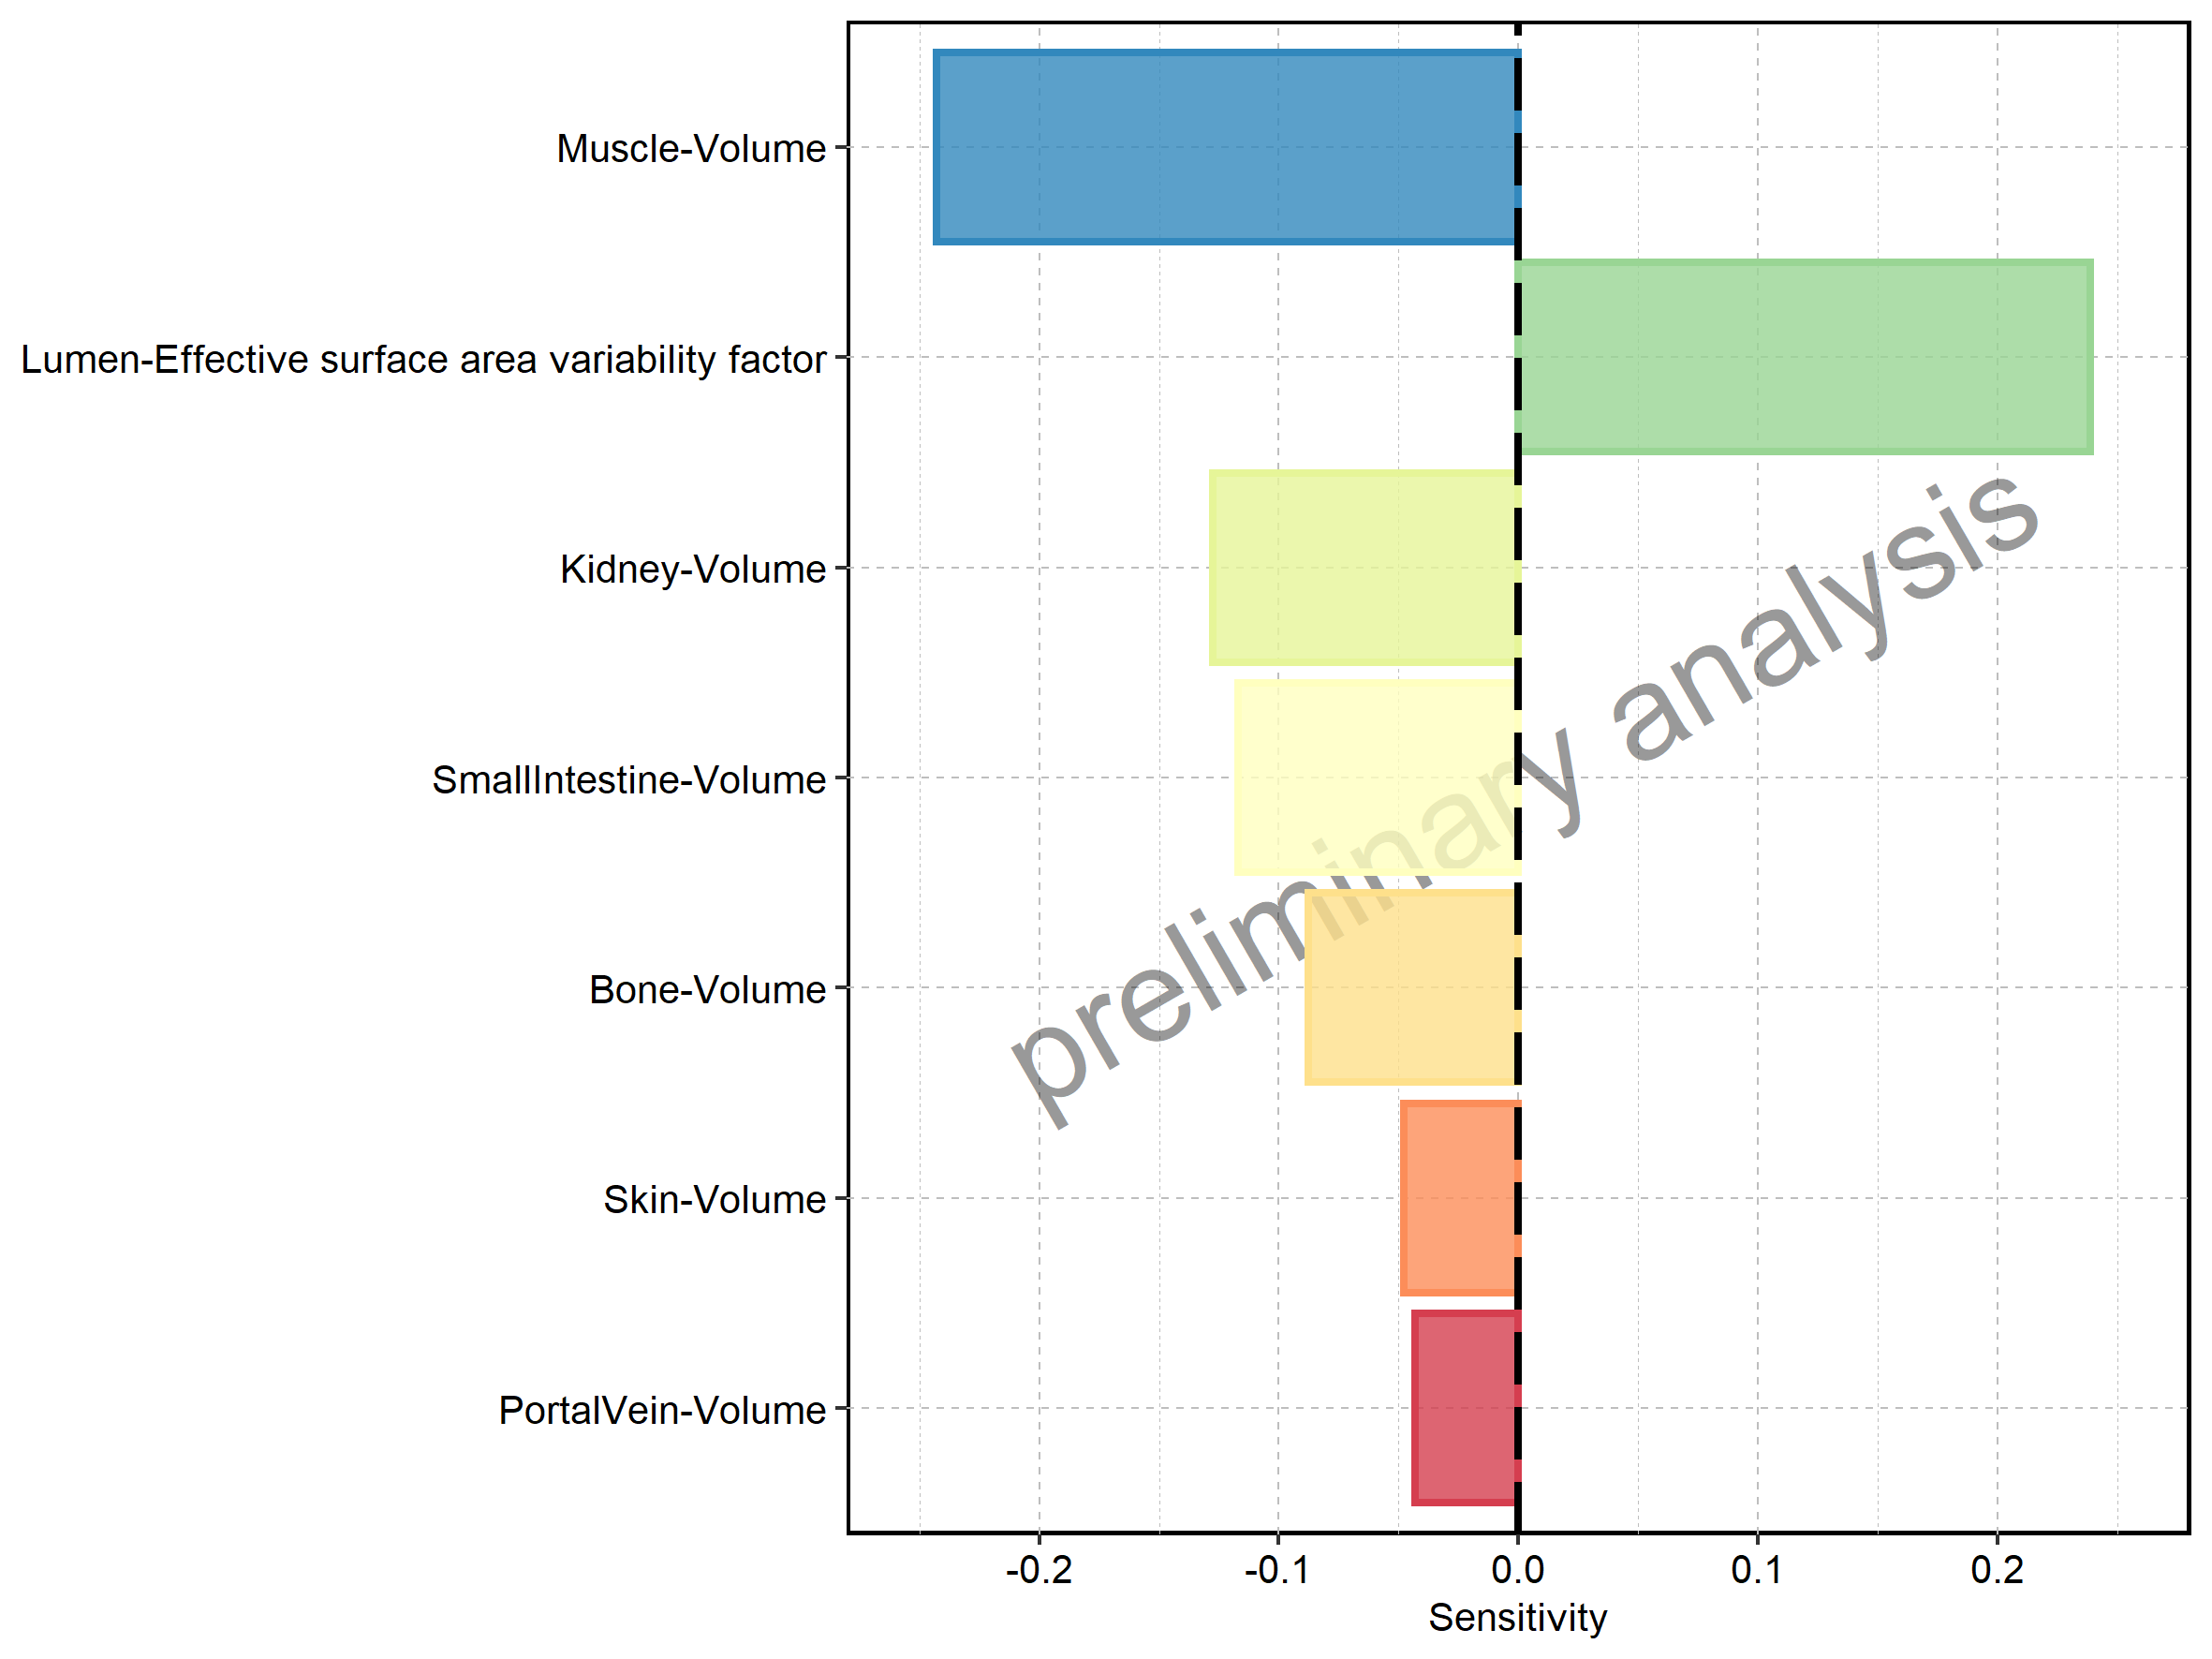 Muscle-Volume
Lumen-Effective surface area variability factor
Kidney-Volume
SmallIntestine-Volume
Bone-Volume
Skin-Volume
PortalVein-Volume
preliminary analysis
-0.2 -0.1 0.0 0.1 0.2
Sensitivity